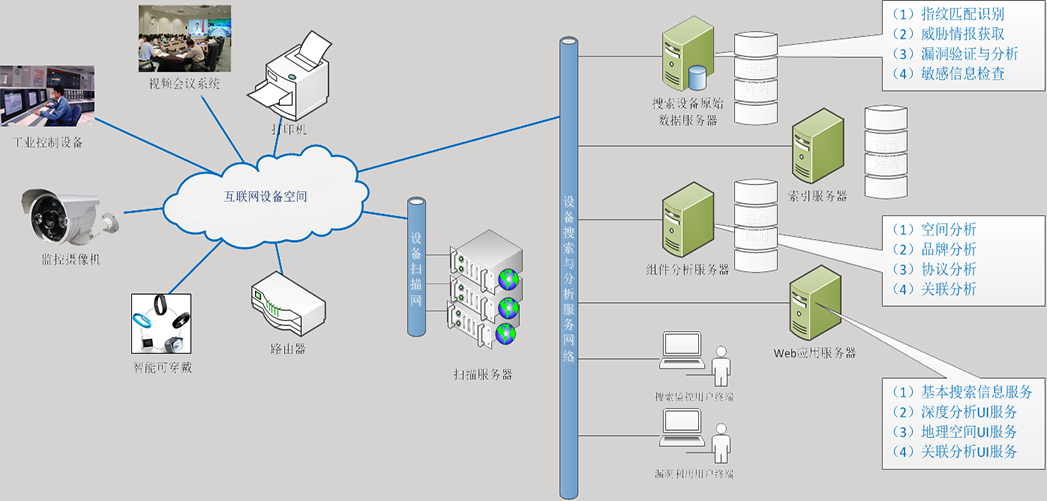 视频会议系统
打印机
工业控制设备
互联网设备空间
监控摄像机
智能可穿戴
路由器
设备扫描网
扫描服务器
设备搜索与分析服务网络
搜索设备原始
数据服务器
(1)指纹匹配识别
(2)威胁情报获取
(3)漏洞验证与分析
(4)敏感信息检查
索引服务器
组件分析服务器
(1)空间分析
(2)品牌分析
(3)协议分析
(4)关联分析
Web应用服务器
(1)基本搜索信息服务
(2)深度分析UI服务
(3)地理空间UI服务
(4)关联分析UI服务
搜索监控用户终端
漏洞利用用户终端